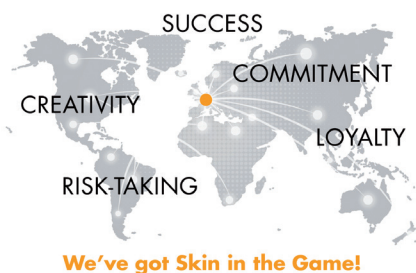 SUCCESS
COMMITMENT
CREATIVITY
LOYALTY
RISK-TAKING
We've got Skin in the Game!